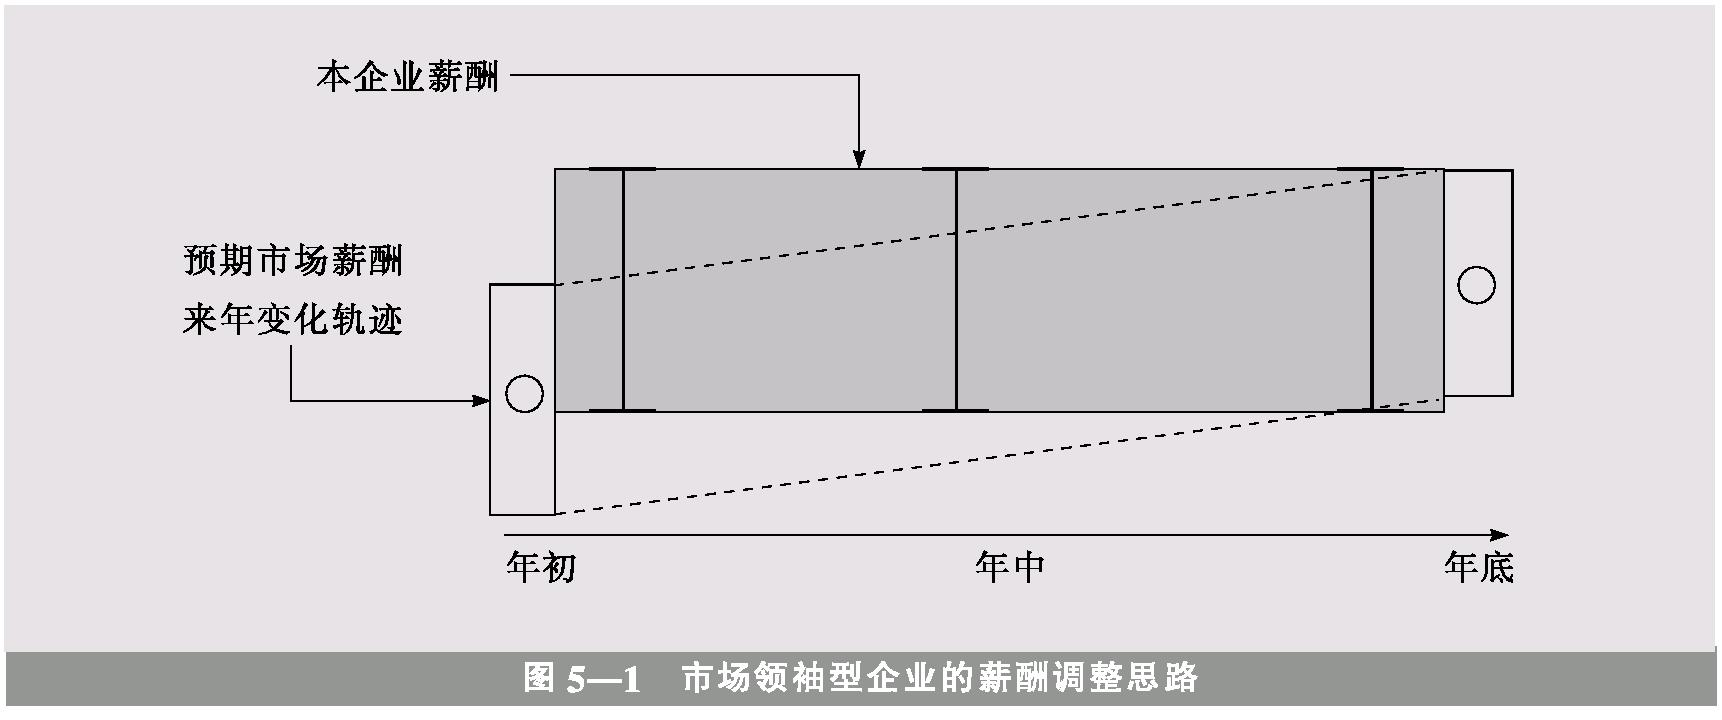 本企业薪酬
预期市场薪酬
来年变化轨迹
年初
年中
年底
图 5—1 市场领袖型企业的薪酬调整思路